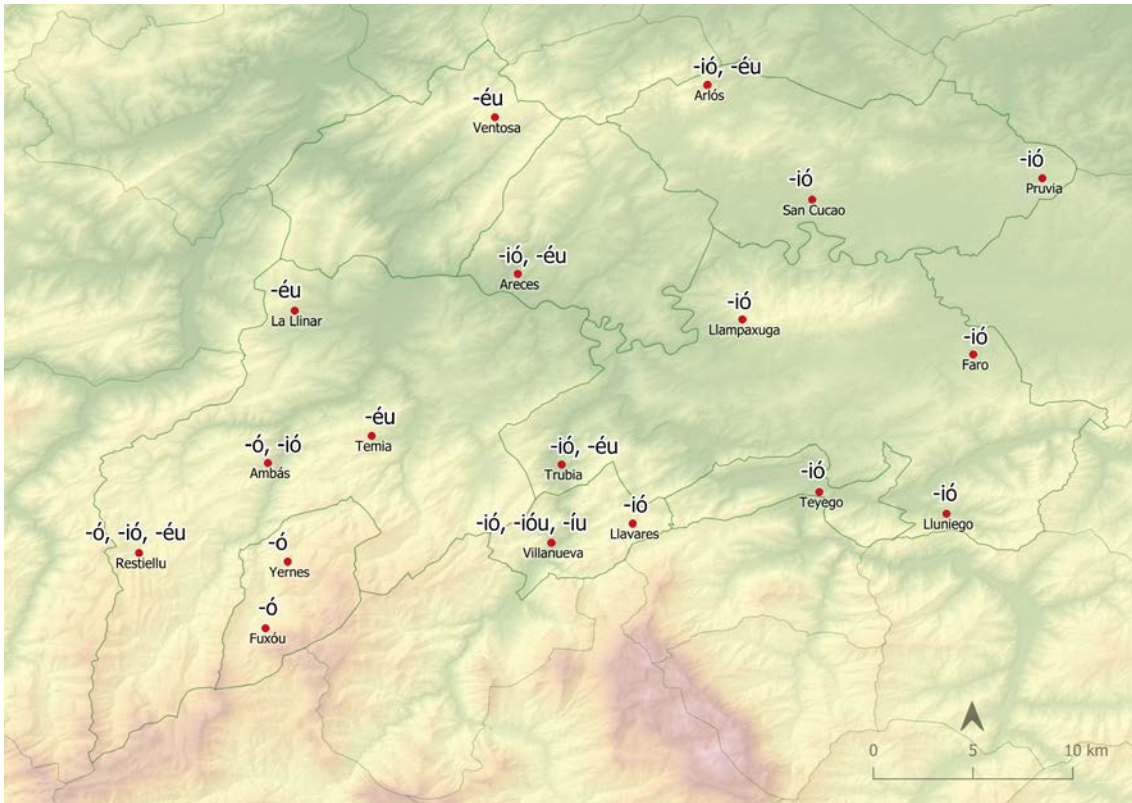 -ió, -éu
Arlós
-éu
Ventosa
-ió
Pruvia
-ió
San Cucao
-ió, -éu
Areces
-éu
La Llinar
-ió
Llampaxuga
-ió
Faro
-éu
Temia
-ó, -ió
Ambás
-ió, -éu
Trubia
-ió
Teyego
-ió
Lluniego
-ió
Llavares
-ió, -ióu, -íu
Villanueva
-ó, -ió, -éu
Restiellu
-ó
Yernes
-ó
Fuxóu
0 5 10 km